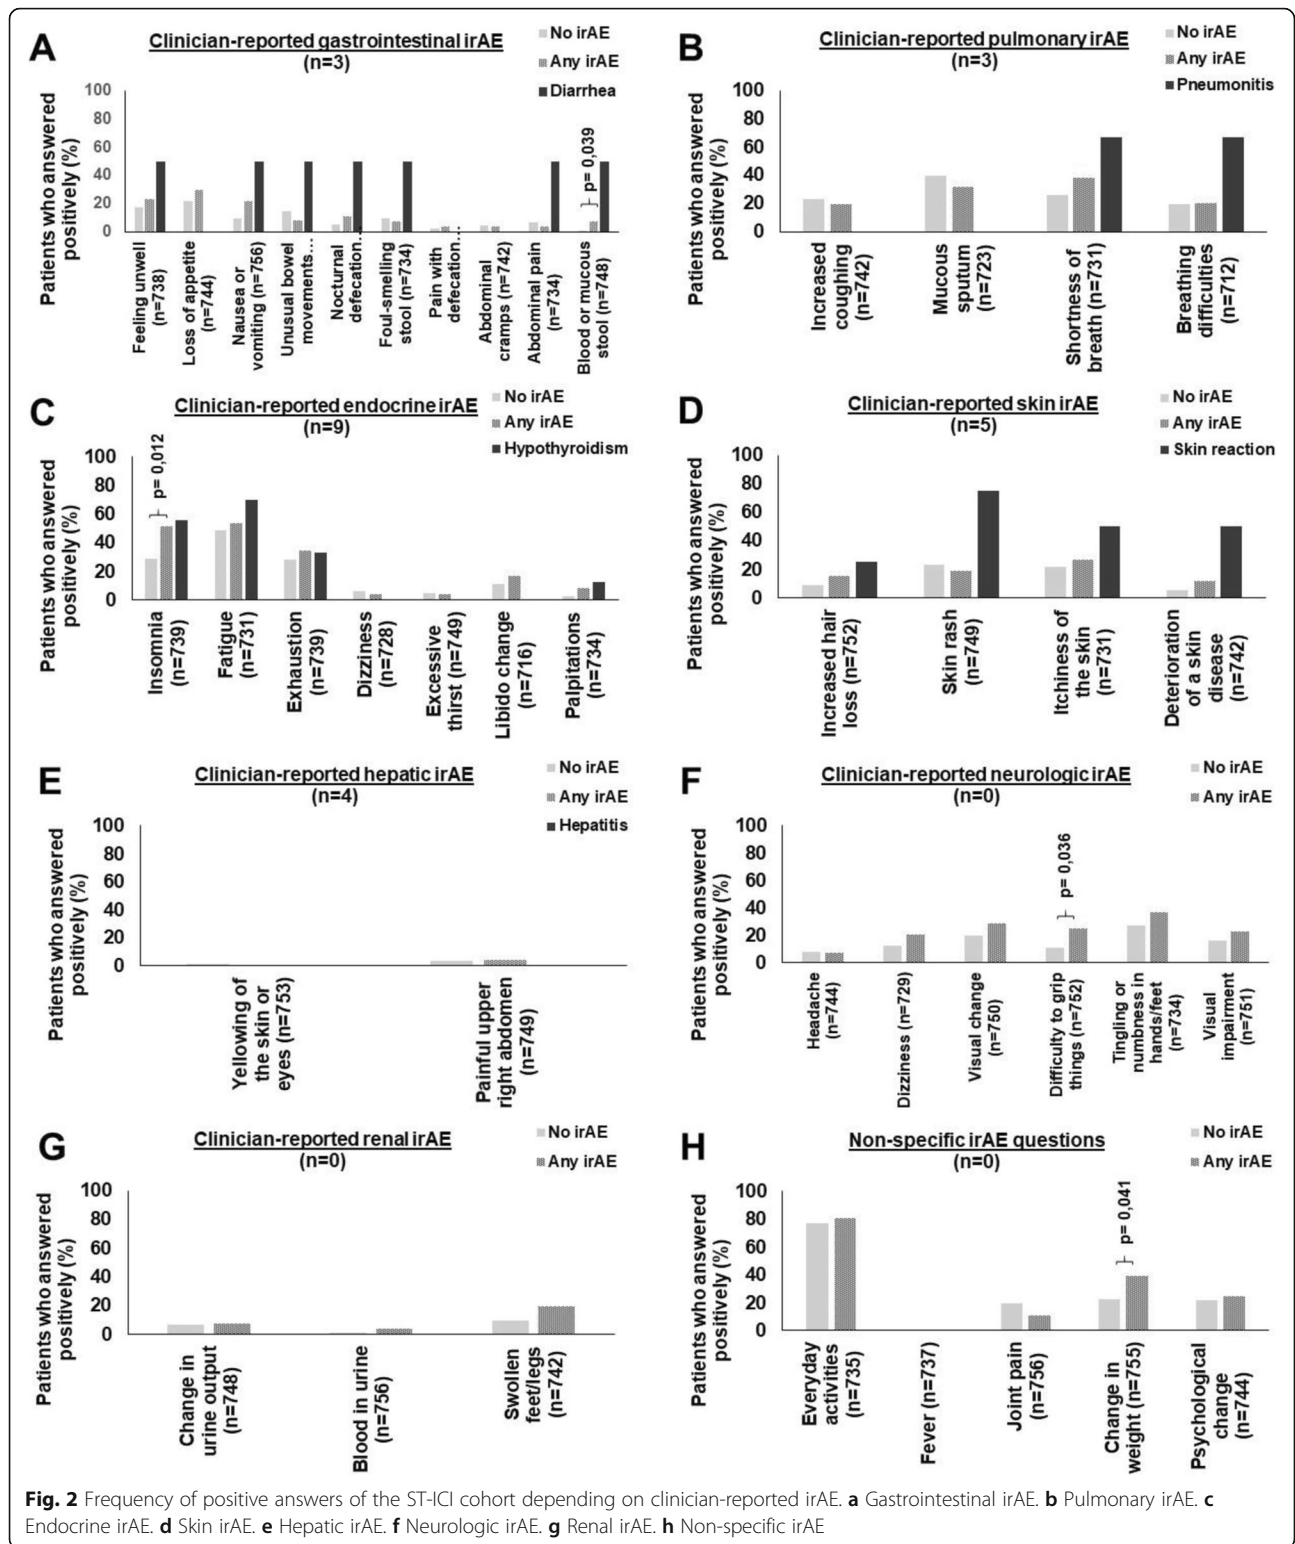 A
Clinician-reported gastrointestinal irAE
(n=3)
No irAE
Any irAE
Diarrhea
Patients who answered
positively (%)
100
80
60
40
20
0
p= 0,039
Feeling unwell
(n=738)
Loss of appetite
(n=744)
Nausea or
vomiting (n=756)
Unusual bowel
movements…
Nocturnal
defecation…
Foul-smelling
stool (n=734)
Pain with
defecation…
Abdominal
cramps (n=742)
Abdominal pain
(n=734)
Blood or mucous
stool (n=748)
B
Clinician-reported pulmonary irAE
(n=3)
No irAE
Any irAE
Pneumonitis
Patients who answered
positively (%)
100
80
60
40
20
0
Increased
coughing
(n=742)
Mucous
sputum
(n=723)
Shortness of
breath (n=731)
Breathing
difficulties
(n=712)
C
Clinician-reported endocrine irAE
(n=9)
No irAE
Any irAE
Hypothyroidism
Patients who answered
positively (%)
100
80
60
40
20
0
p= 0,012
Insomnia
(n=739)
Fatigue
(n=731)
Exhaustion
(n=739)
Dizziness
(n=728)
Excessive
thirst (n=749)
Libido change
(n=716)
Palpitations
(n=734)
D
Clinician-reported skin irAE
(n=5)
No irAE
Any irAE
Skin reaction
Patients who answered
positively (%)
100
80
60
40
20
0
Increased hair
loss (n=752)
Skin rash
(n=749)
Itchiness of
the skin
(n=731)
Deterioration
of a skin
disease
(n=742)
E
Clinician-reported hepatic irAE
(n=4)
No irAE
Any irAE
Hepatitis
Patients who answered
positively (%)
100
80
60
40
20
0
Yellowing of
the skin or
eyes (n=753)
Painful upper
right abdomen
(n=749)
F
Clinician-reported neurologic irAE
(n=0)
No irAE
Any irAE
Patients who answered
positively (%)
100
80
60
40
20
0
p= 0,036
Headache
(n=744)
Dizziness (n=729)
Visual change
(n=750)
Difficulty to grip
things (n=752)
Tingling or
numbness in
hands/feet
(n=734)
Visual
impairment
(n=751)
G
Clinician-reported renal irAE
(n=0)
No irAE
Any irAE
Patients who answered
positively (%)
100
80
60
40
20
0
Change in
urine output
(n=748)
Blood in urine
(n=756)
Swollen
feet/legs
(n=742)
H
Non-specific irAE questions
(n=0)
No irAE
Any irAE
Patients who answered
positively (%)
100
80
60
40
20
0
p= 0,041
Everyday
activities
(n=735)
Fever (n=737)
Joint pain
(n=756)
Change in
weight (n=755)
Psychological
change
(n=744)
Fig. 2 Frequency of positive answers of the ST-ICI cohort depending on clinician-reported irAE. a Gastrointestinal irAE. b Pulmonary irAE. c
Endocrine irAE. d Skin irAE. e Hepatic irAE. f Neurologic irAE. g Renal irAE. h Non-specific irAE